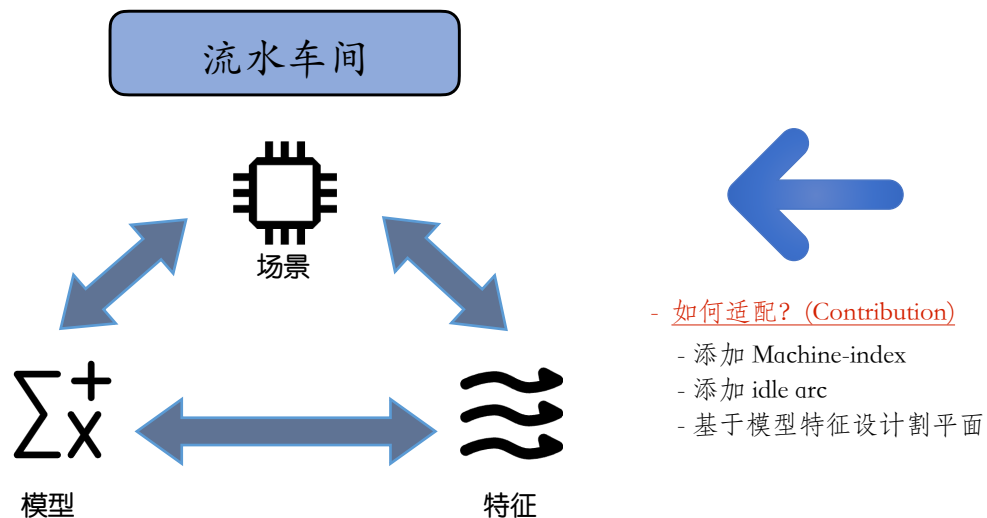 流水车间
场景
模型
特征
- 如何适配? (Contribution)
- 添加 Machine-index
- 添加 idle arc
- 基于模型特征设计割平面